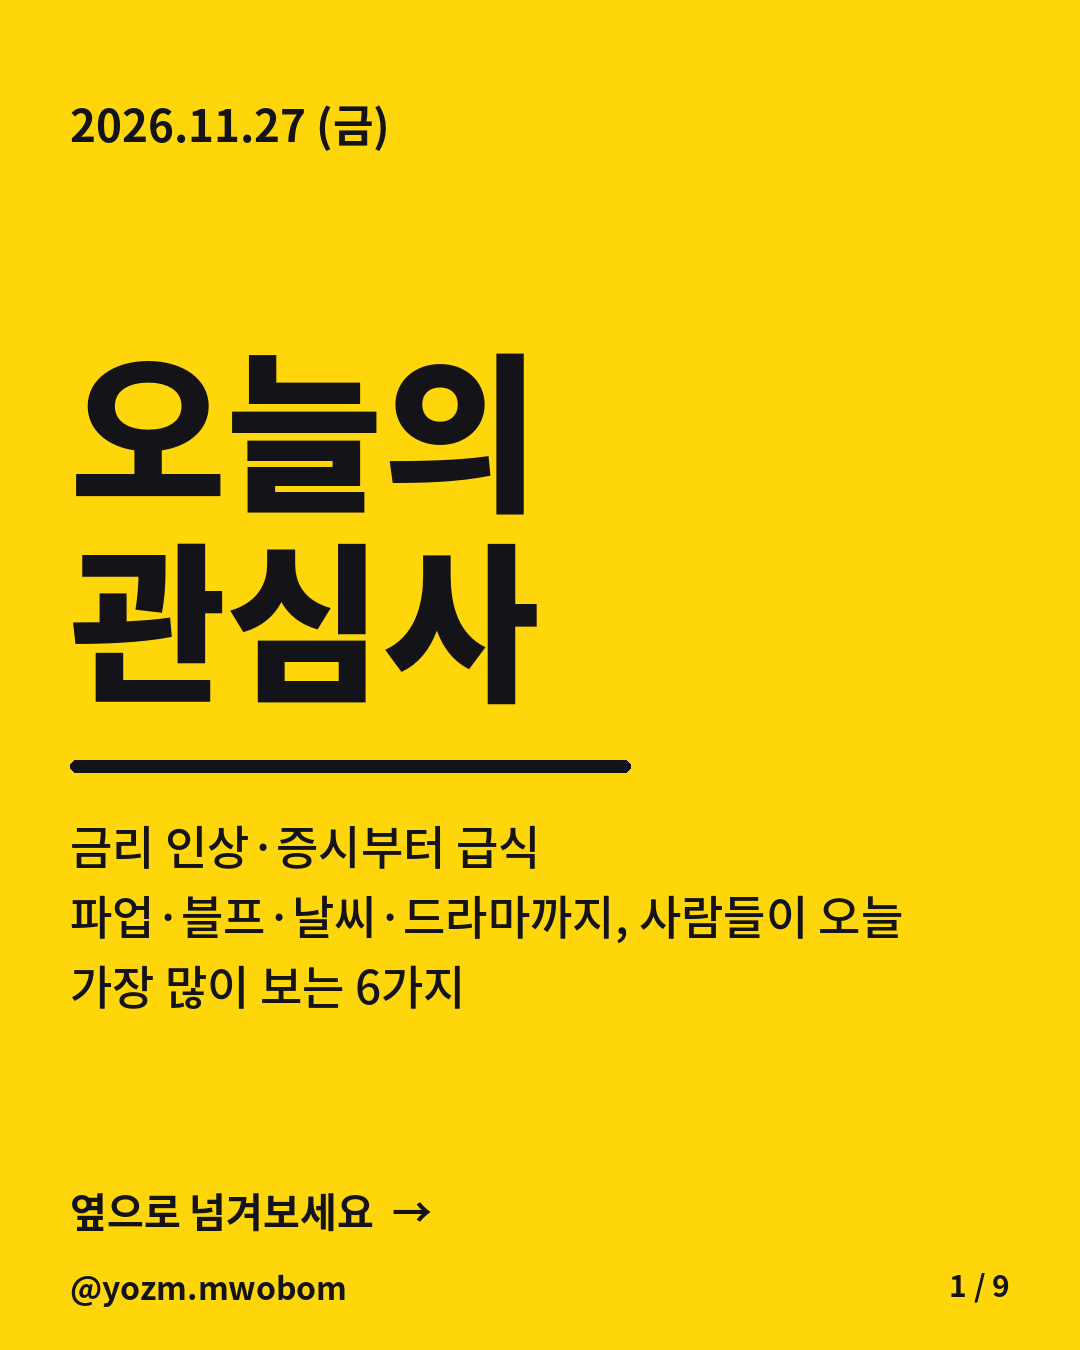 2026.11.27 (금)
오늘의
관심사
금리 인상·증시부터 급식
파업·블프·날씨·드라마까지, 사람들이 오늘
가장 많이 보는 6가지
옆으로 넘겨보세요 →
@yozm.mwobom
1 / 9